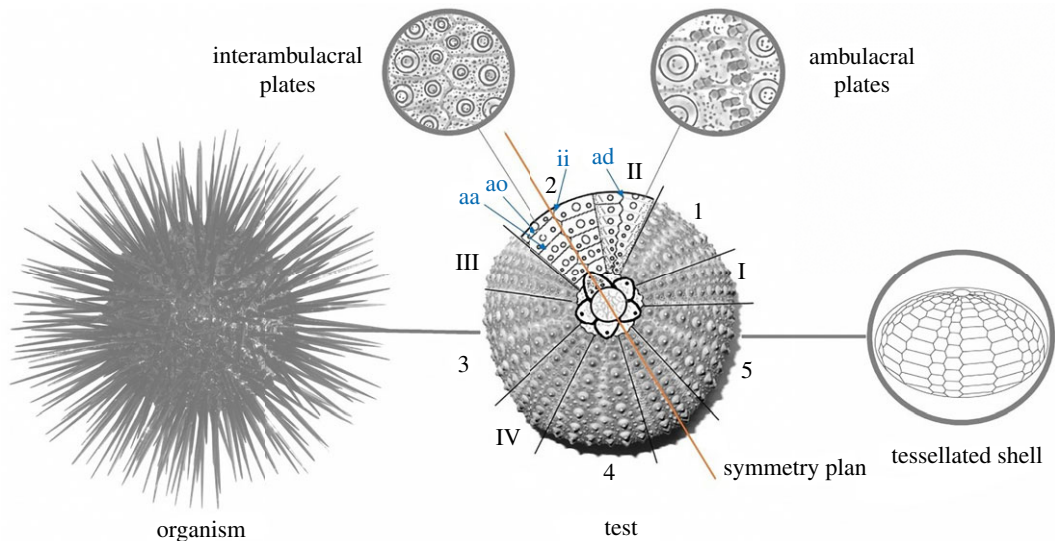 interambulacral
plates
ambulacral
plates
ii
ad
II
ao
2
aa
1
III
I
3
5
IV
4
symmetry plan
tessellated shell
organism
test